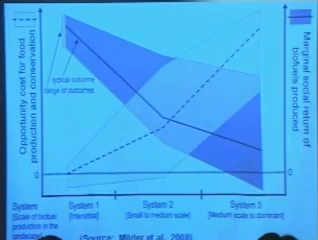 Opportunity cost for food
production and conservation
Marginal social return of
biofuels produced
typical outcome
range of outcomes
0
0
System
[Scale of biofuel
production in the
landscape]
System 1
[Interstitial]
System 2
[Small to medium scale]
System 3
[Medium scale to dominant]
(Source: Milder et al., 2008)